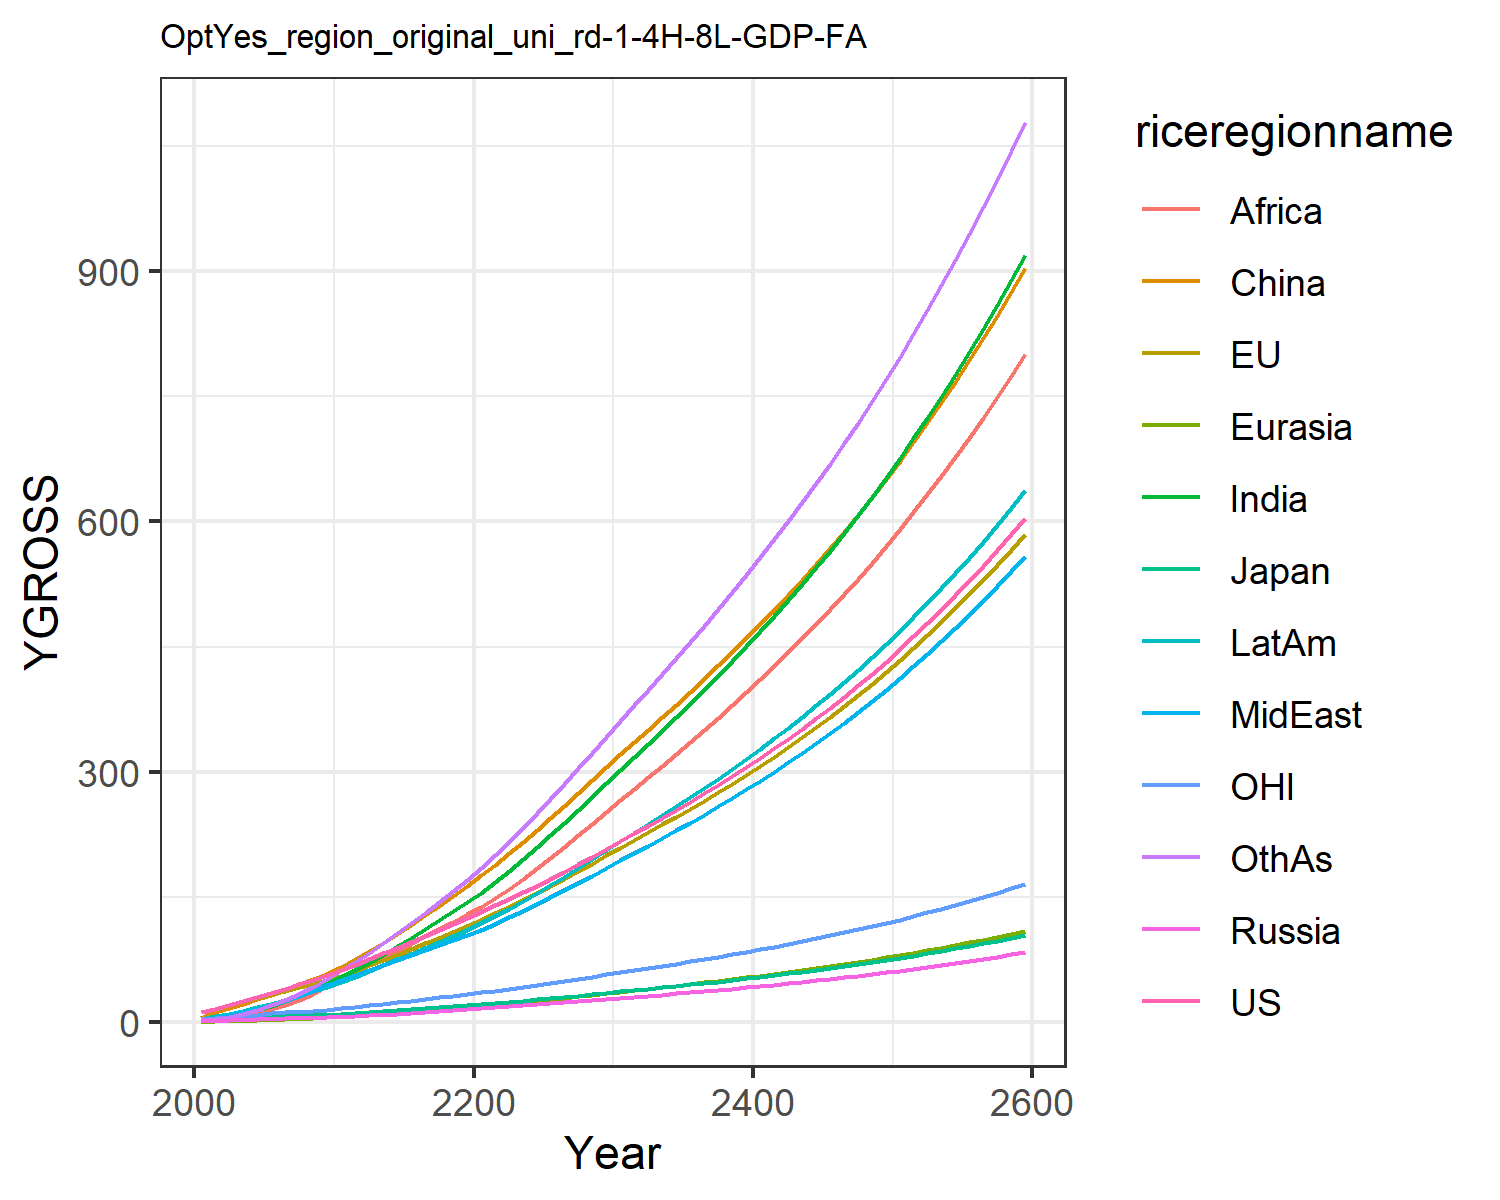 OptYes_region_original_uni_rd-1-4H-8L-GDP-FA
YGROSS
900
600
300
0
2000 2200 2400 2600
Year
riceregionname
Africa
China
EU
Eurasia
India
Japan
LatAm
MidEast
OHI
OthAs
Russia
US